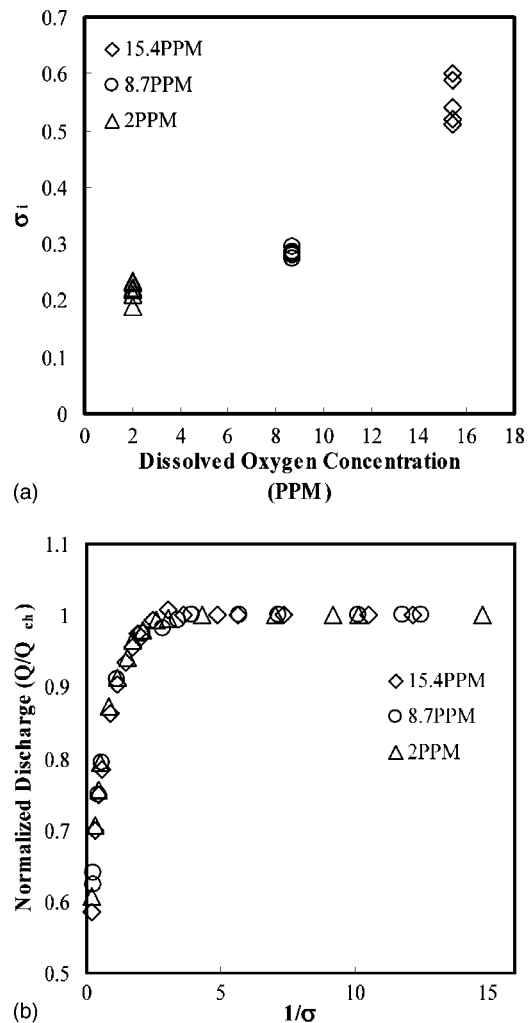 0.7
15.4PPM
8.7PPM
2PPM
0.6
0.5
0.4
σi
0.3
0.2
0.1
0
0 2 4 6 8 10 12 14 16 18
Dissolved Oxygen Concentration
(a) (PPM)
1.1
1
0.9
0.8
0.7
0.6
0.5
Normalized Discharge (Q/Q ch)
15.4PPM
8.7PPM
2PPM
0 5 10 15
(b) 1/σ